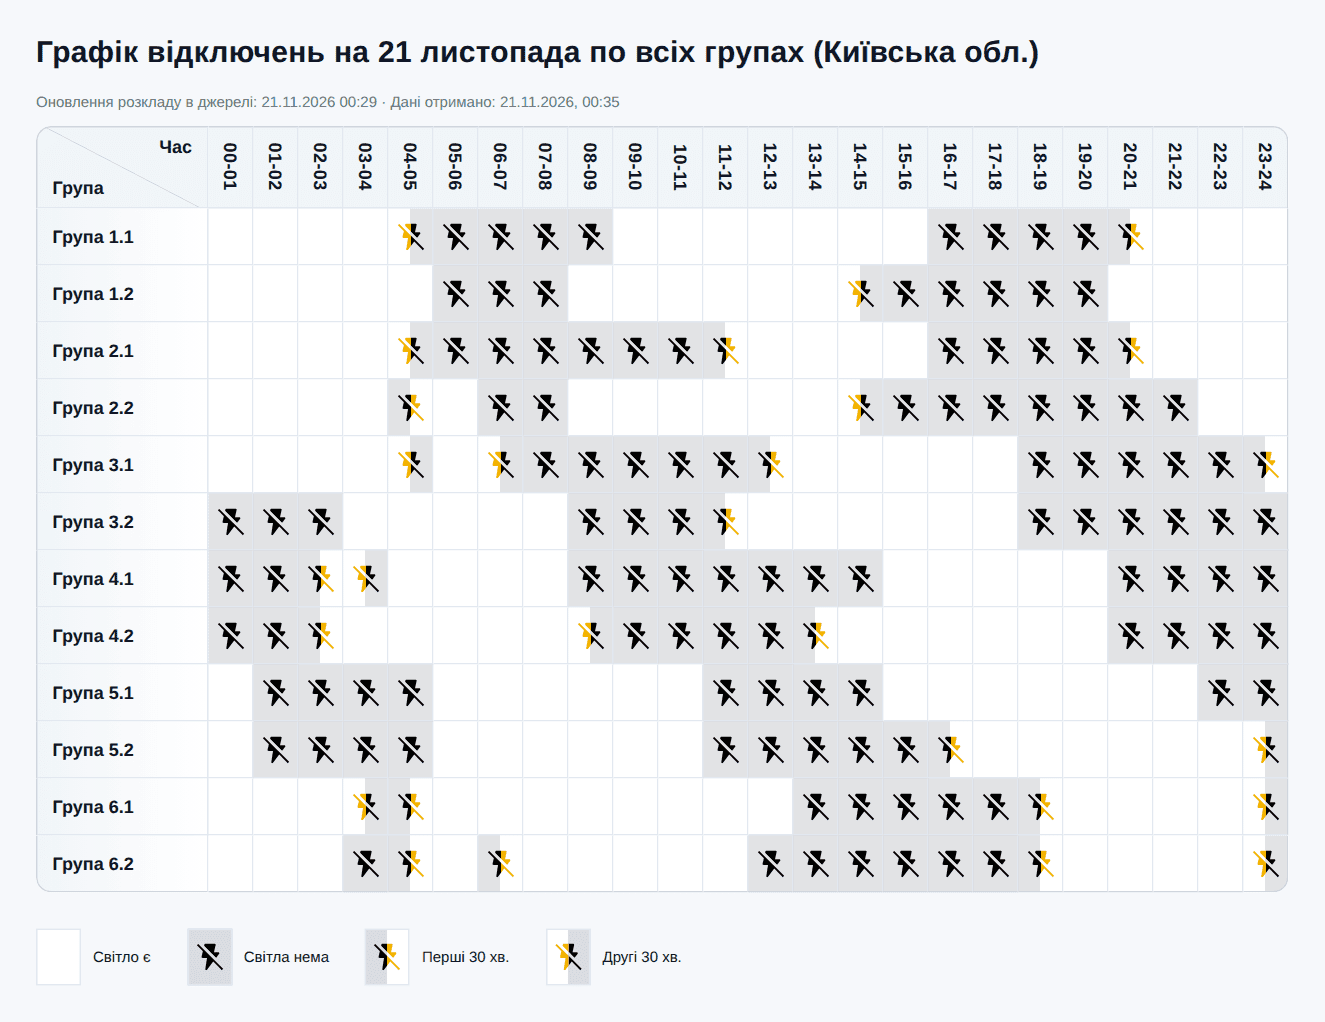 Графік відключень на 21 листопада по всіх групах (Київська обл.)
Оновлення розкладу в джерелі: 21.11.2026 00:29 · Дані отримано: 21.11.2026, 00:35
Час
Група
00-01 01-02 02-03 03-04 04-05 05-06 06-07 07-08 08-09 09-10 10-11 11-12 12-13 13-14 14-15 15-16 16-17 17-18 18-19 19-20 20-21 21-22 22-23 23-24
Група 1.1
Група 1.2
Група 2.1
Група 2.2
Група 3.1
Група 3.2
Група 4.1
Група 4.2
Група 5.1
Група 5.2
Група 6.1
Група 6.2
Світло є Світла нема Перші 30 хв. Другі 30 хв.